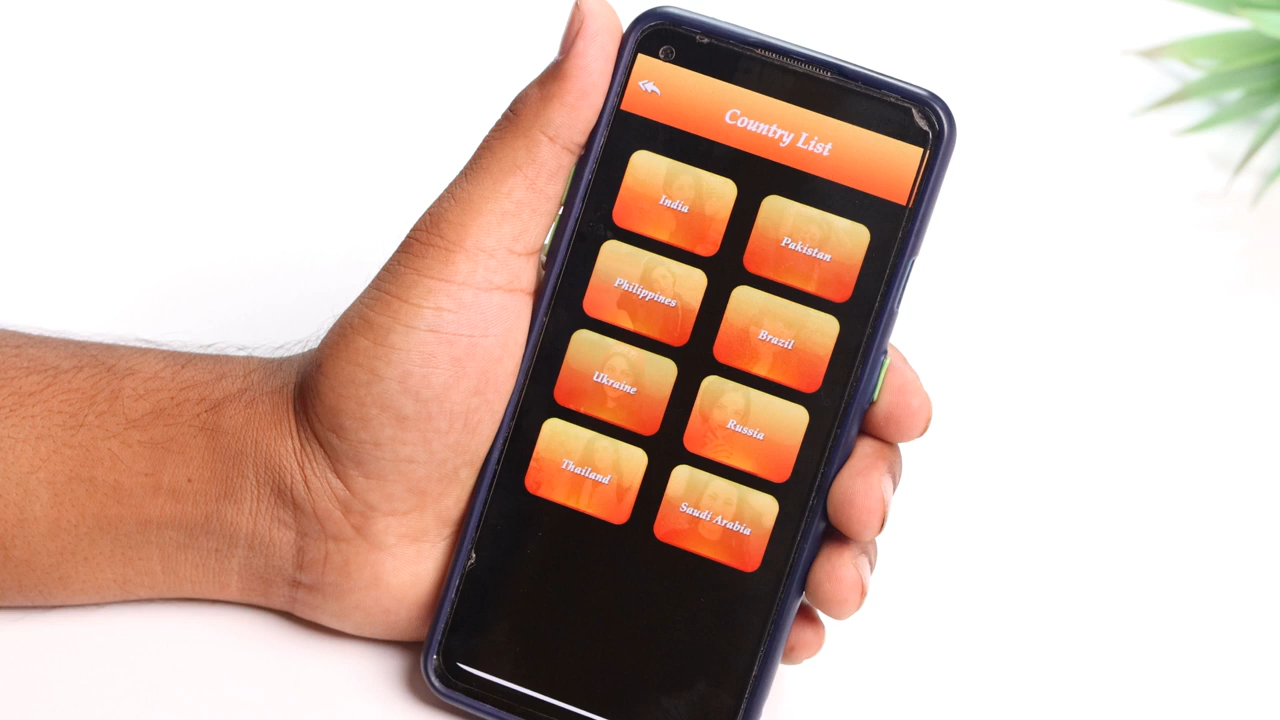 Country List
India
Pakistan
Philippines
Brazil
Ukraine
Russia
Thailand
Saudi Arabia